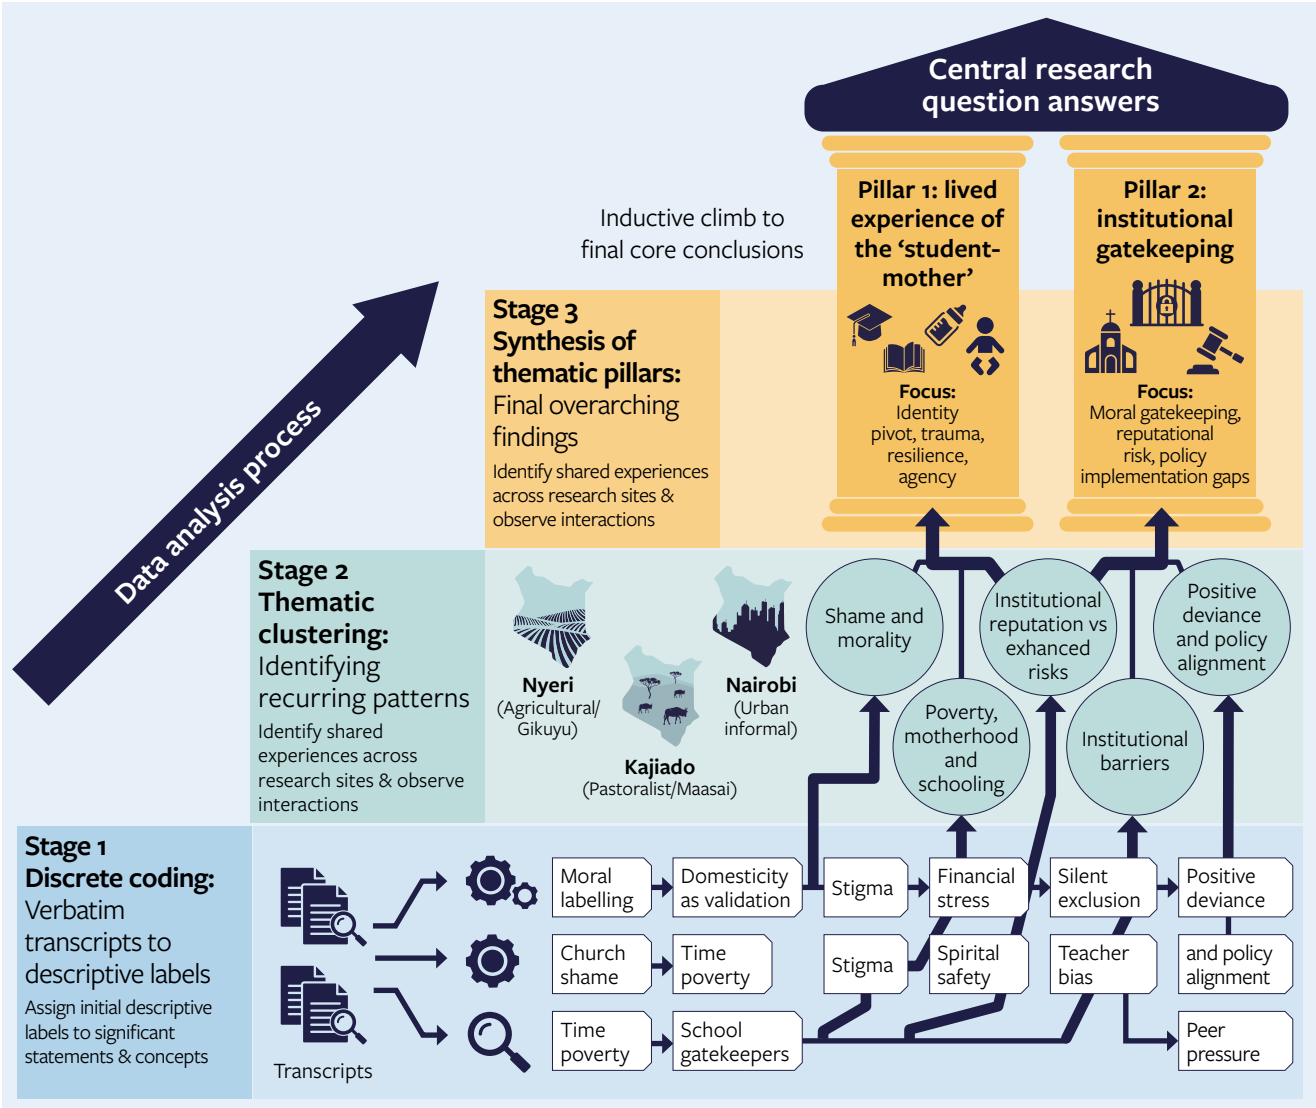 Central research
question answers
Inductive climb to
final core conclusions
Pillar 1: lived
experience of
the ‘student-
mother’
Focus:
Identity
pivot, trauma,
resilience,
agency
Pillar 2:
institutional
gatekeeping
Focus:
Moral gatekeeping,
reputational
risk, policy
implementation gaps
Data analysis process
Stage 3
Synthesis of
thematic pillars:
Final overarching
findings
Identify shared experiences
across research sites &
observe interactions
Stage 2
Thematic
clustering:
Identifying
recurring patterns
Identify shared
experiences across
research sites & observe
interactions
Nyeri
(Agricultural/
Gikuyu)
Kajiado
(Pastoralist/Maasai)
Nairobi
(Urban
informal)
Shame and
morality
Poverty,
motherhood
and
schooling
Institutional
reputation vs
exhanced
risks
Institutional
barriers
Positive
deviance
and policy
alignment
Stage 1
Discrete coding:
Verbatim
transcripts to
descriptive labels
Assign initial descriptive
labels to significant
statements & concepts
Transcripts
Moral
labelling
Domesticity
as validation
Stigma
Financial
stress
Silent
exclusion
Positive
deviance
Church
shame
Time
poverty
Stigma
Spirital
safety
Teacher
bias
and policy
alignment
Time
poverty
School
gatekeepers
Peer
pressure